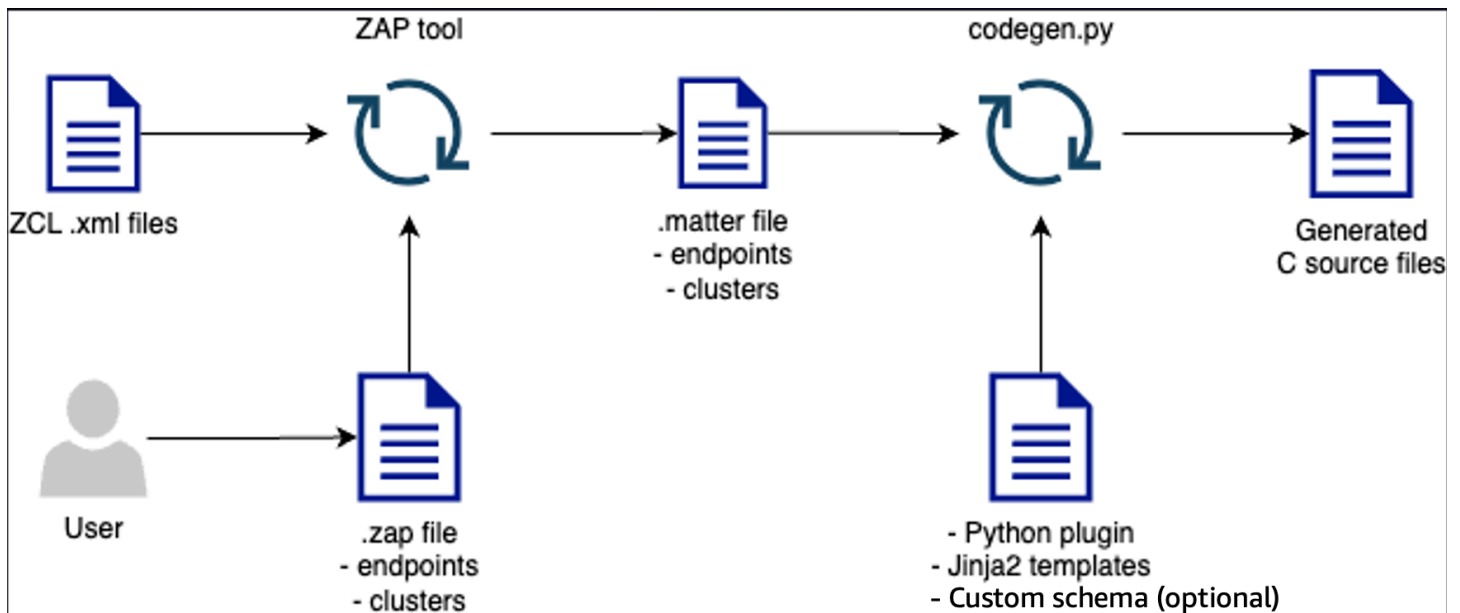 ZAP tool
codegen.py
ZCL .xml files
.matter file
- endpoints
- clusters
Generated
C source files
User
.zap file
- endpoints
- clusters
- Python plugin
- Jinja2 templates
- Custom schema (optional)